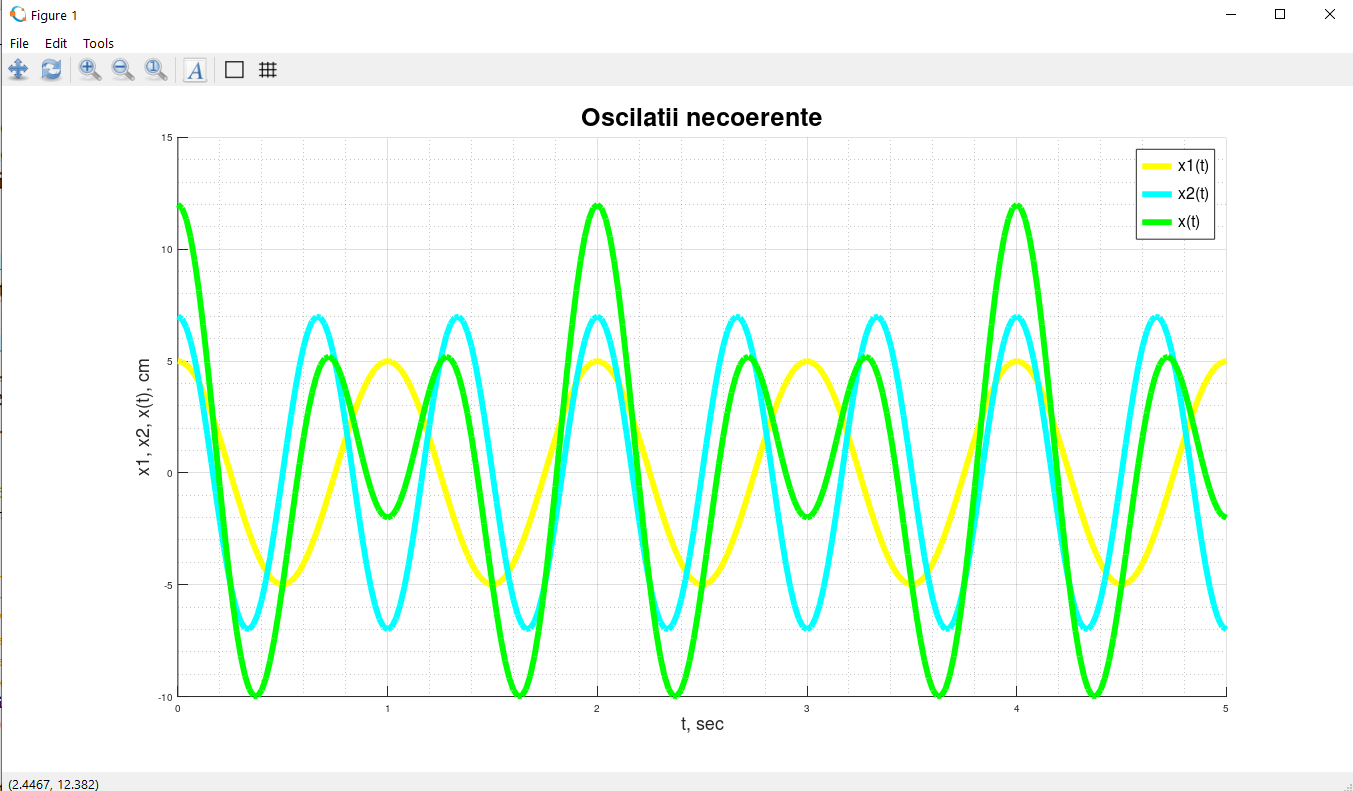 Figure 1
File Edit Tools
Oscilatii necoerente
x1(t)
x2(t)
x(t)
15
10
5
0
-5
-10
x1, x2, x(t), cm
0 1 2 3 4 5
t, sec
(2.4467, 12.382)